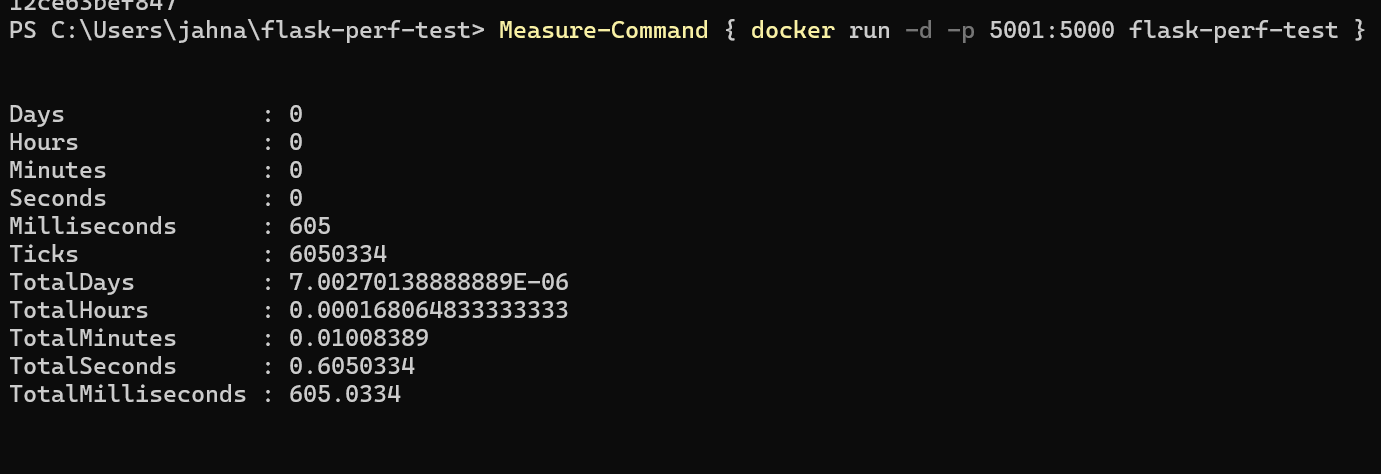 12ce63bef847
PS C:\Users\jahna\flask-perf-test> Measure-Command { docker run -d -p 5001:5000 flask-perf-test }
Days : 0
Hours : 0
Minutes : 0
Seconds : 0
Milliseconds : 605
Ticks : 6050334
TotalDays : 7.00270138888889E-06
TotalHours : 0.000168064833333333
TotalMinutes : 0.01008389
TotalSeconds : 0.6050334
TotalMilliseconds : 605.0334